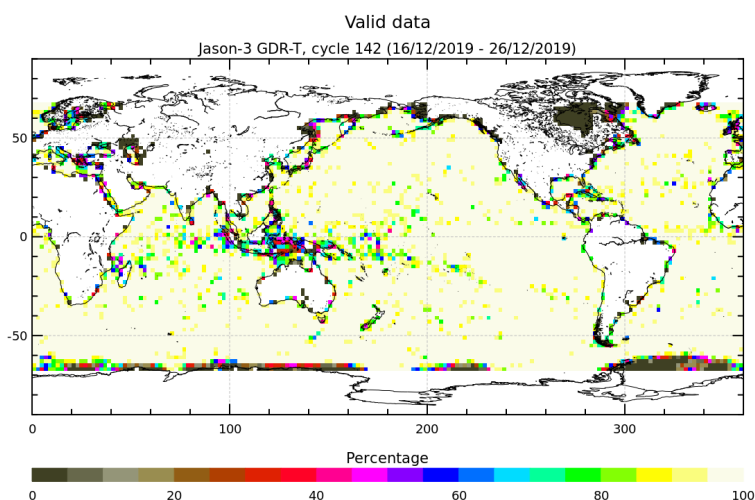 Valid data
Jason-3 GDR-T, cycle 142 (16/12/2019 - 26/12/2019)
50
0
-50
0 100 200 300
Percentage
0 20 40 60 80 100